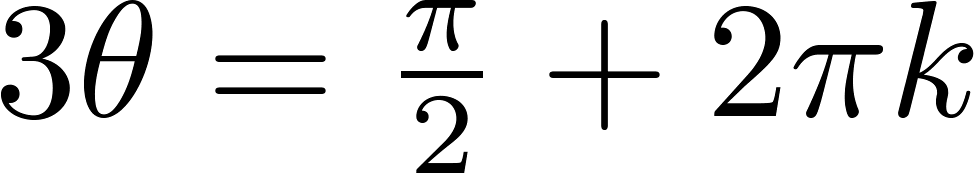 3θ = π/2 + 2πk